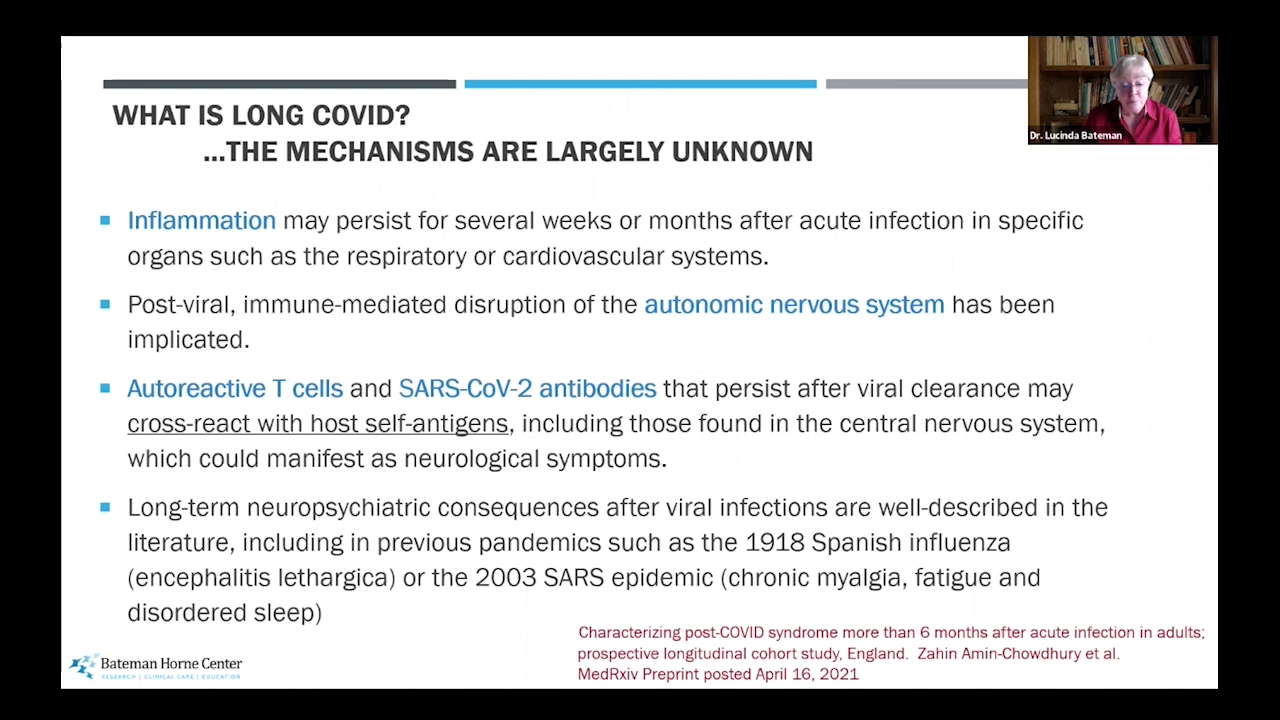 WHAT IS LONG COVID?
...THE MECHANISMS ARE LARGELY UNKNOWN
Dr. Lucinda Bateman
Inflammation may persist for several weeks or months after acute infection in specific
organs such as the respiratory or cardiovascular systems.
Post-viral, immune-mediated disruption of the autonomic nervous system has been
implicated.
Autoreactive T cells and SARS-CoV-2 antibodies that persist after viral clearance may
cross-react with host self-antigens, including those found in the central nervous system,
which could manifest as neurological symptoms.
Long-term neuropsychiatric consequences after viral infections are well-described in the
literature, including in previous pandemics such as the 1918 Spanish influenza
(encephalitis lethargica) or the 2003 SARS epidemic (chronic myalgia, fatigue and
disordered sleep)
Characterizing post-COVID syndrome more than 6 months after acute infection in adults;
prospective longitudinal cohort study, England. Zahin Amin-Chowdhury et al.
MedRxiv Preprint posted April 16, 2021
Bateman Horne Center
RESEARCH | CLINICAL CARE | EDUCATION